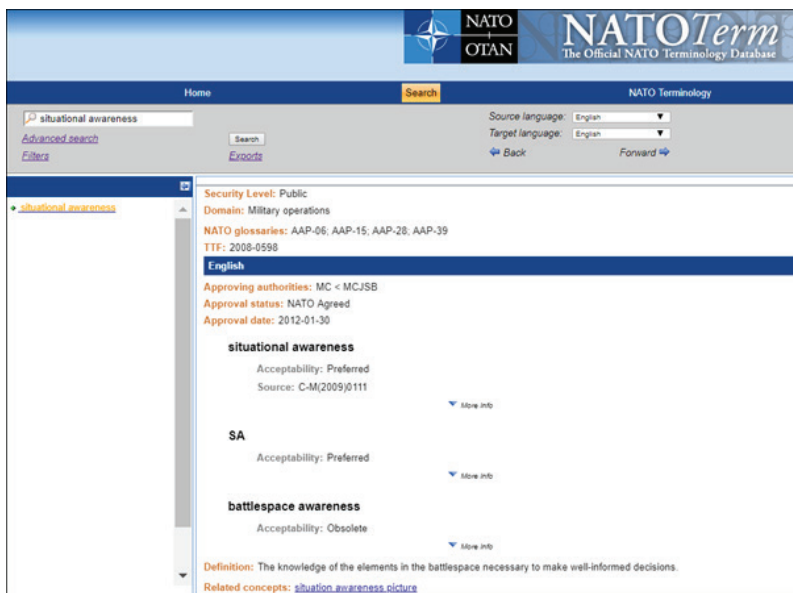 NATO
OTAN
NATOTerm
The Official NATO Terminology Database
Home Search NATO Terminology
situational awareness
Source language: English
Advanced search Search Target language: English
Filters Exports Back Forward
situational awareness
Security Level: Public
Domain: Military operations
NATO glossaries: AAP-06; AAP-15; AAP-28; AAP-39
TTF: 2008-0598
English
Approving authorities: MC < MCJSB
Approval status: NATO Agreed
Approval date: 2012-01-30
situational awareness
Acceptability: Preferred
Source: C-M(2009)0111
More info
SA
Acceptability: Preferred
More info
battlespace awareness
Acceptability: Obsolete
More info
Definition: The knowledge of the elements in the battlespace necessary to make well-informed decisions.
Related concepts: situation awareness picture